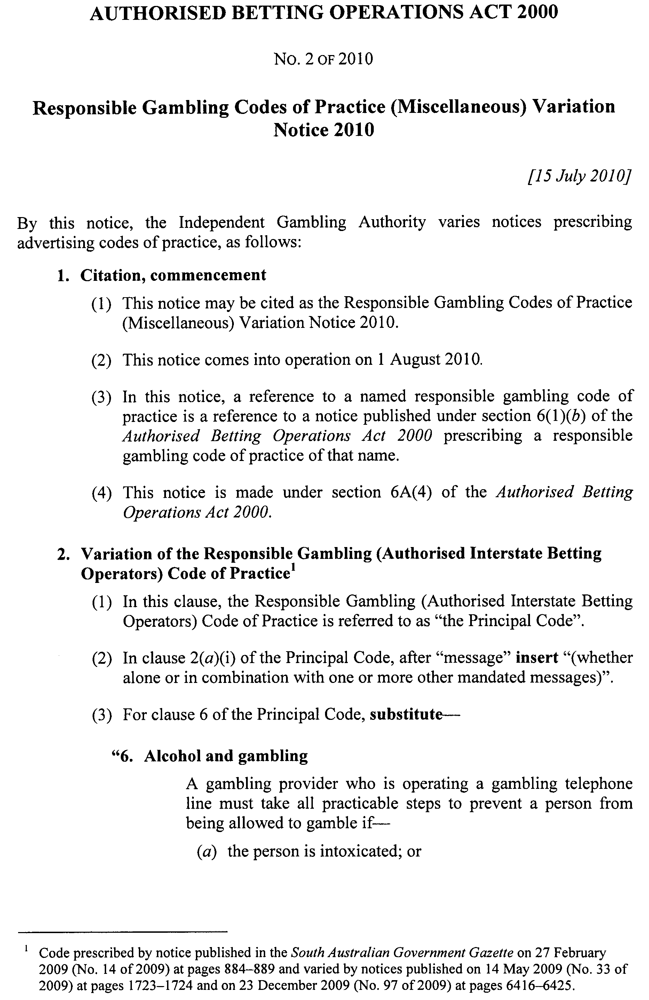 AUTHORISED BETTING OPERATIONS ACT 2000
NO. 2 OF 2010
Responsible Gambling Codes of Practice (Miscellaneous) Variation
Notice 2010
[15 July 2010]
By this notice, the Independent Gambling Authority varies notices prescribing
advertising codes of practice, as follows:
1. Citation, commencement
(1) This notice may be cited as the Responsible Gambling Codes of Practice
(Miscellaneous) Variation Notice 2010.
(2) This notice comes into operation on 1 August 2010.
(3) In this notice, a reference to a named responsible gambling code of
practice is a reference to a notice published under section 6(1)(b) of the
Authorised Betting Operations Act 2000 prescribing a responsible
gambling code of practice of that name.
(4) This notice is made under section 6A(4) of the Authorised Betting
Operations Act 2000.
2. Variation of the Responsible Gambling (Authorised Interstate Betting
Operators) Code of Practice¹
(1) In this clause, the Responsible Gambling (Authorised Interstate Betting
Operators) Code of Practice is referred to as “the Principal Code”.
(2) In clause 2(a)(i) of the Principal Code, after “message” insert “(whether
alone or in combination with one or more other mandated messages)”.
(3) For clause 6 of the Principal Code, substitute—
“6. Alcohol and gambling
A gambling provider who is operating a gambling telephone
line must take all practicable steps to prevent a person from
being allowed to gamble if—
(a) the person is intoxicated; or
¹ Code prescribed by notice published in the South Australian Government Gazette on 27 February
2009 (No. 14 of 2009) at pages 884–889 and varied by notices published on 14 May 2009 (No. 33 of
2009) at pages 1723–1724 and on 23 December 2009 (No. 97 of 2009) at pages 6416–6425.